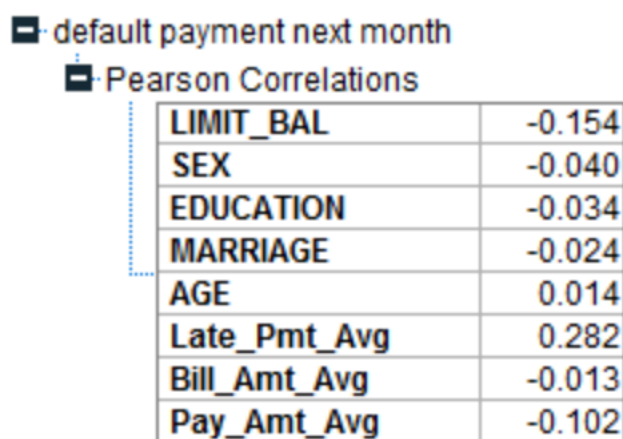 default payment next month
Pearson Correlations
LIMIT_BAL -0.154
SEX -0.040
EDUCATION -0.034
MARRIAGE -0.024
AGE 0.014
Late_Pmt_Avg 0.282
Bill_Amt_Avg -0.013
Pay_Amt_Avg -0.102